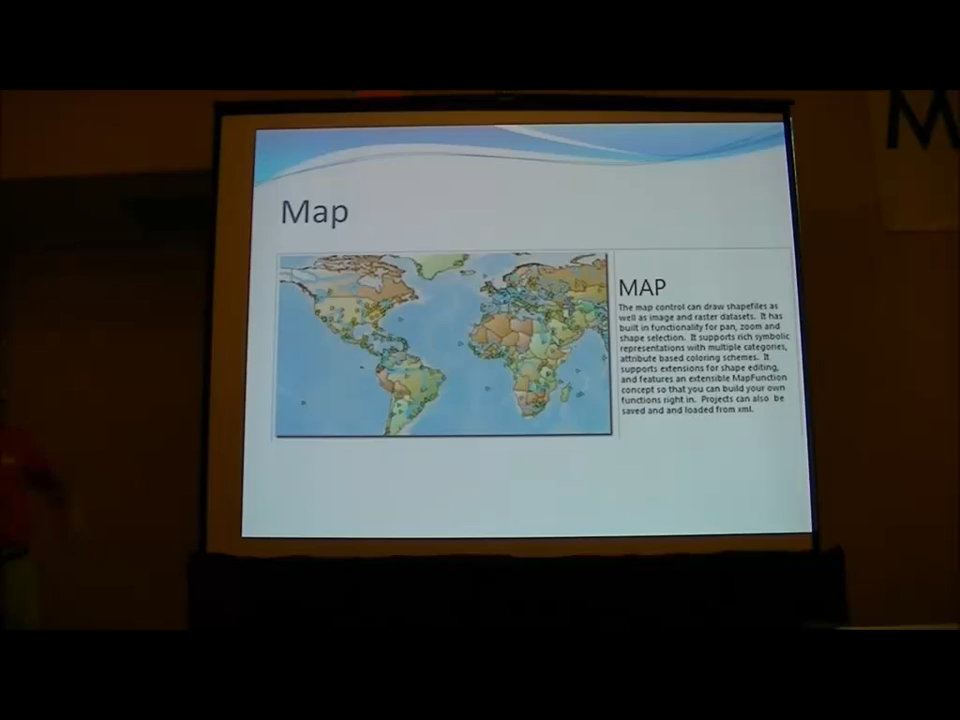 M
Map
MAP
The map control can draw shapefiles as
well as image and raster datasets. It has
built in functionality for pan, zoom and
shape selection. It supports rich symbolic
representations with multiple categories,
attribute based coloring schemes. It
supports extensions for shape editing,
and features an extensible MapFunction
concept so that you can build your own
functions right in. Projects can also be
saved and and loaded from xml.